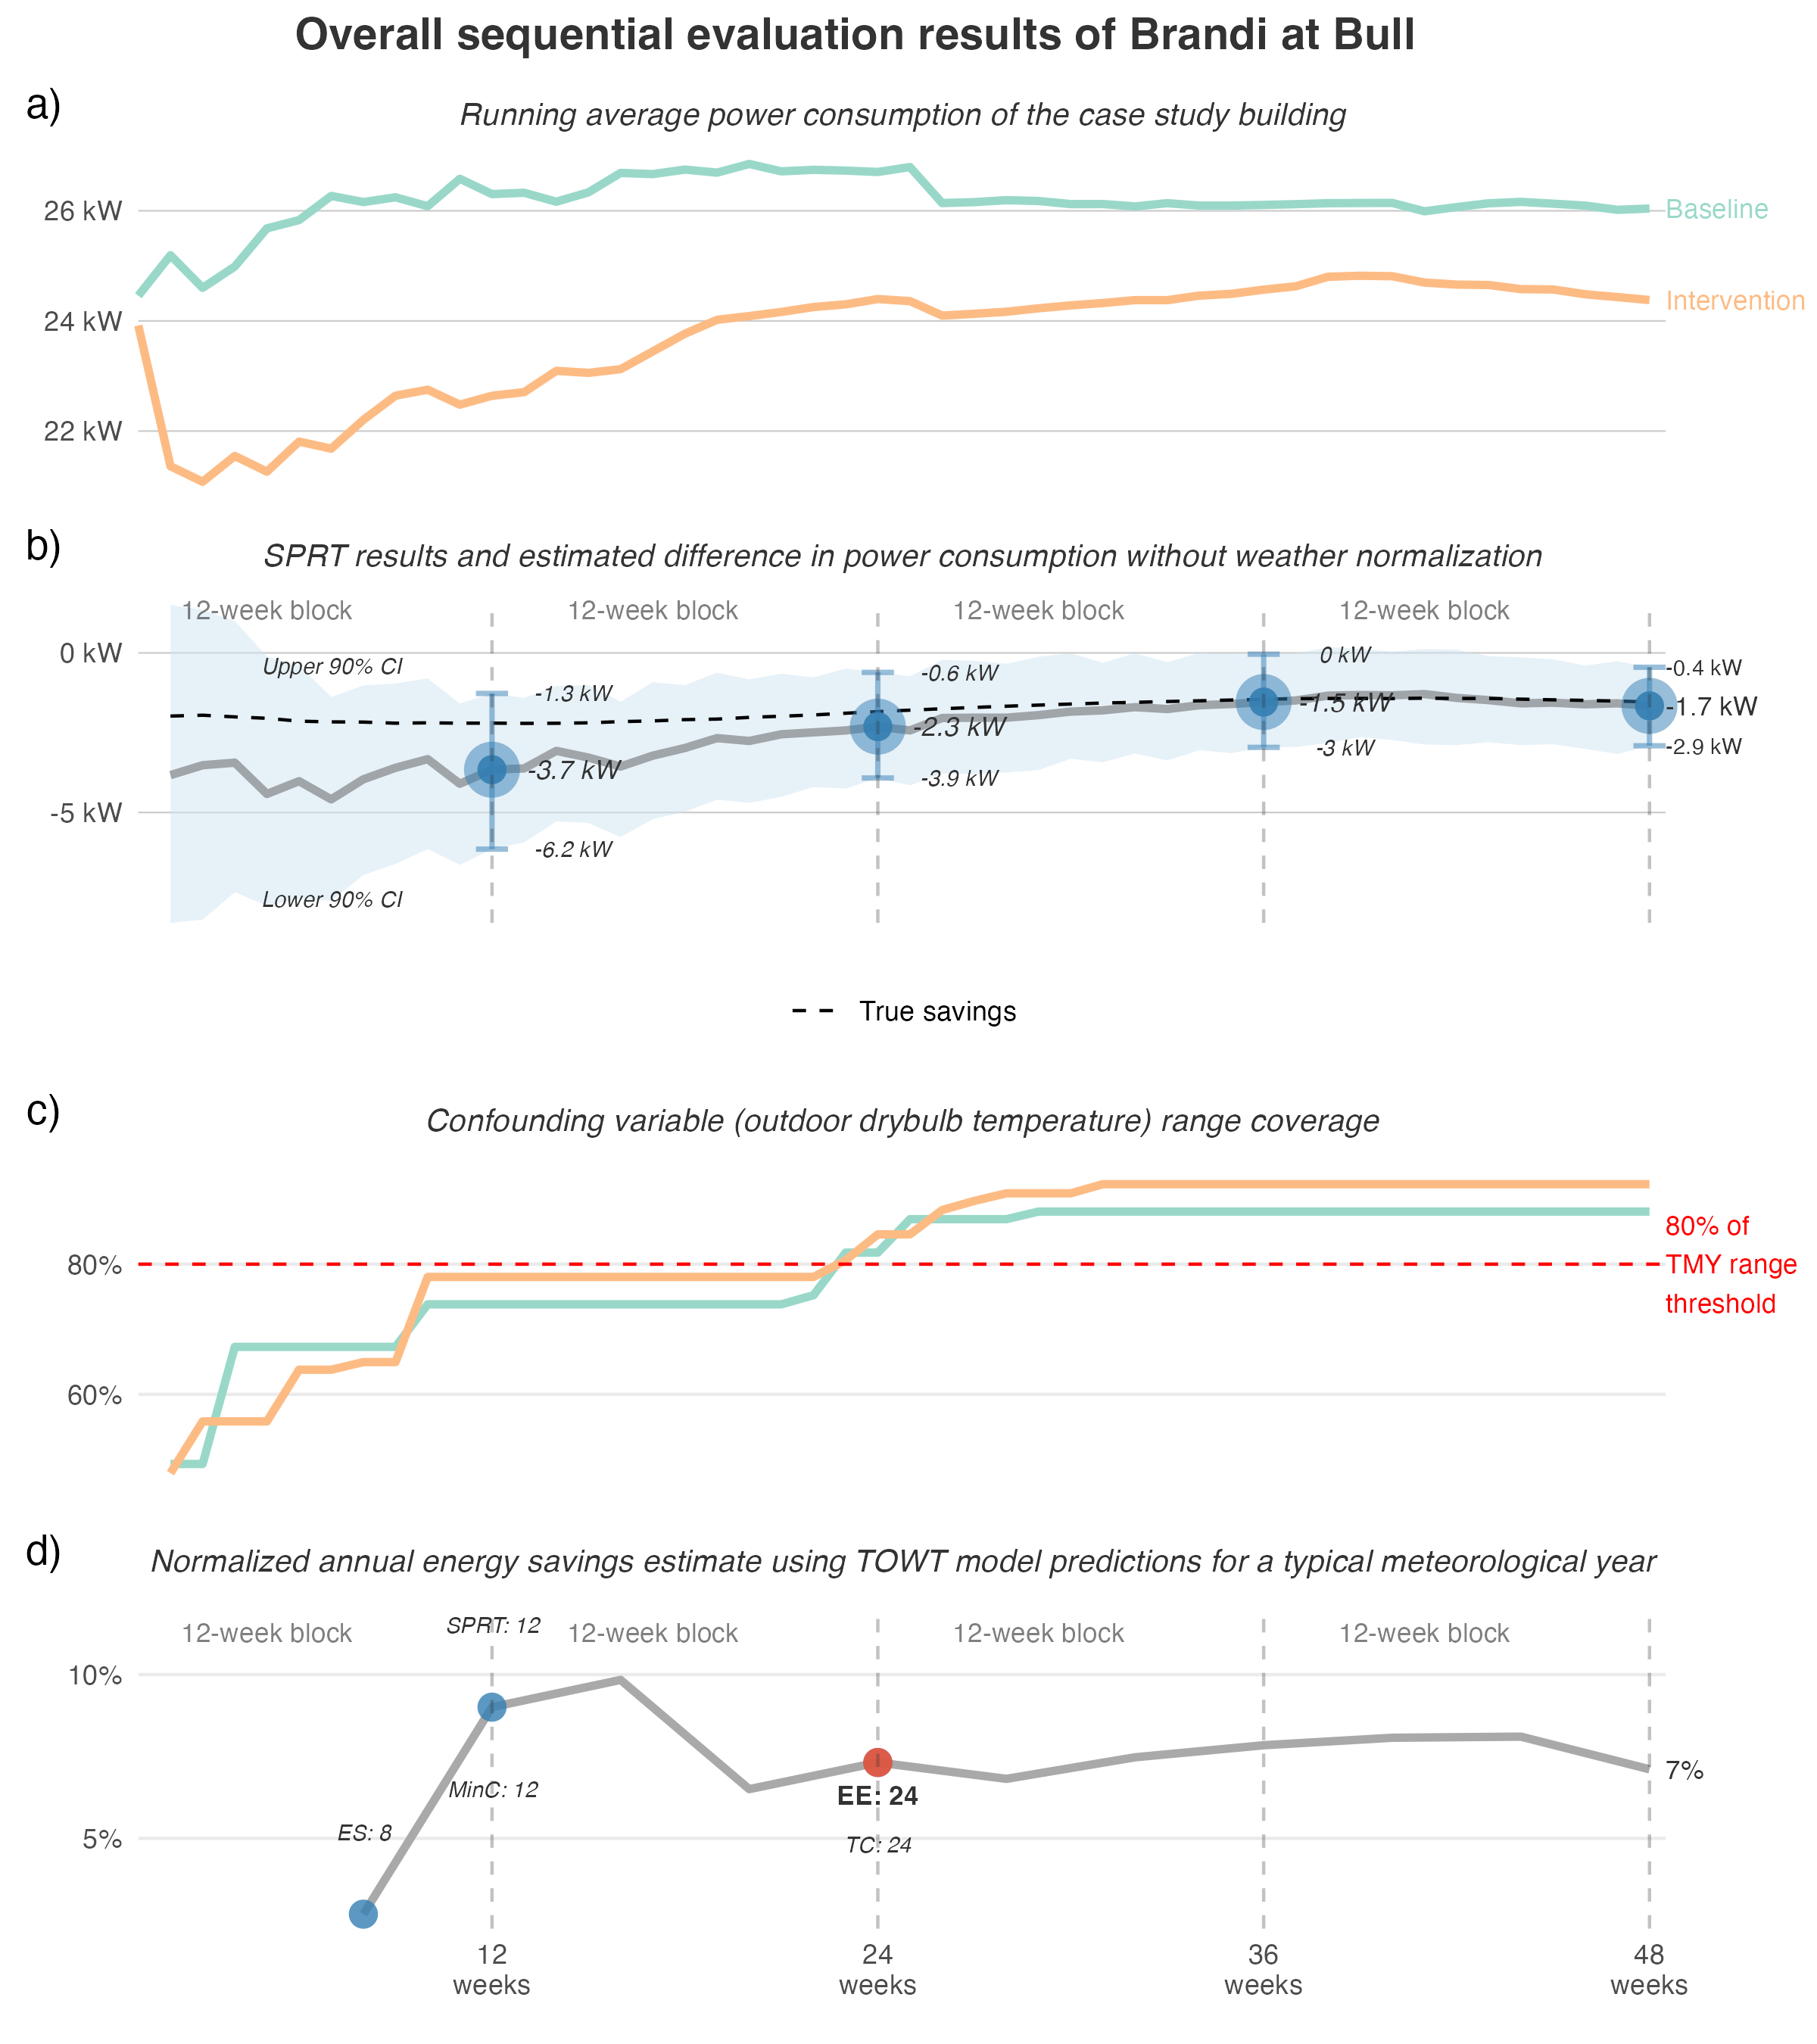 Overall sequential evaluation results of Brandi at Bull
a)
Running average power consumption of the case study building
26 kW
24 kW
22 kW
Baseline
Intervention
b)
SPRT results and estimated difference in power consumption without weather normalization
12-week block 12-week block 12-week block 12-week block
0 kW
-5 kW
Upper 90% CI
Lower 90% CI
-1.3 kW
-3.7 kW
-6.2 kW
-0.6 kW
-2.3 kW
-3.9 kW
0 kW
-1.5 kW
-3 kW
-0.4 kW
-1.7 kW
-2.9 kW
True savings
c)
Confounding variable (outdoor drybulb temperature) range coverage
80%
60%
80% of
TMY range
threshold
d)
Normalized annual energy savings estimate using TOWT model predictions for a typical meteorological year
12-week block 12-week block 12-week block 12-week block
10%
5%
SPRT: 12
MinC: 12
ES: 8
EE: 24
TC: 24
7%
12
weeks
24
weeks
36
weeks
48
weeks